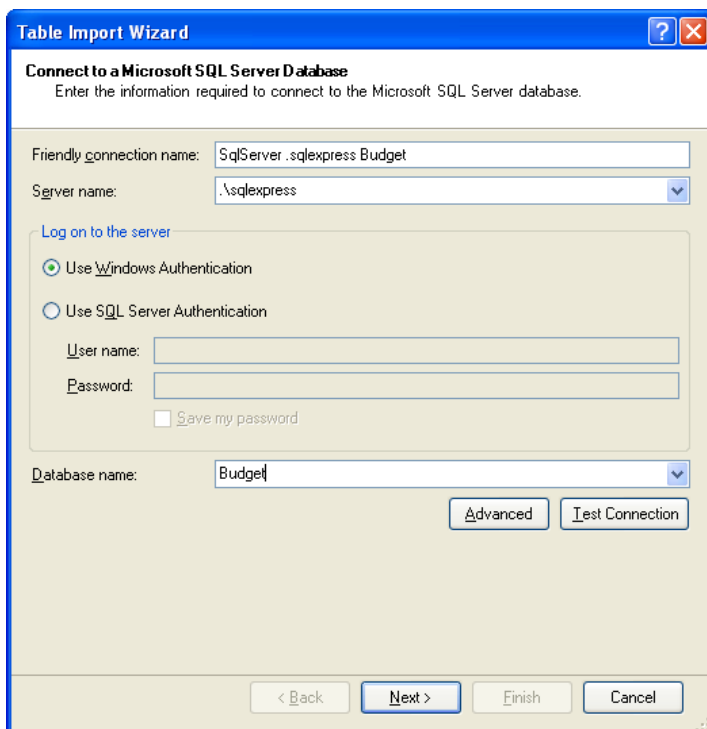 Table Import Wizard
Connect to a Microsoft SQL Server Database
Enter the information required to connect to the Microsoft SQL Server database.
Friendly connection name: SqlServer .sqlexpress Budget
Server name: .\sqlexpress
Log on to the server
Use Windows Authentication
Use SQL Server Authentication
User name:
Password:
Save my password
Database name: Budget
Advanced Test Connection
< Back Next > Finish Cancel